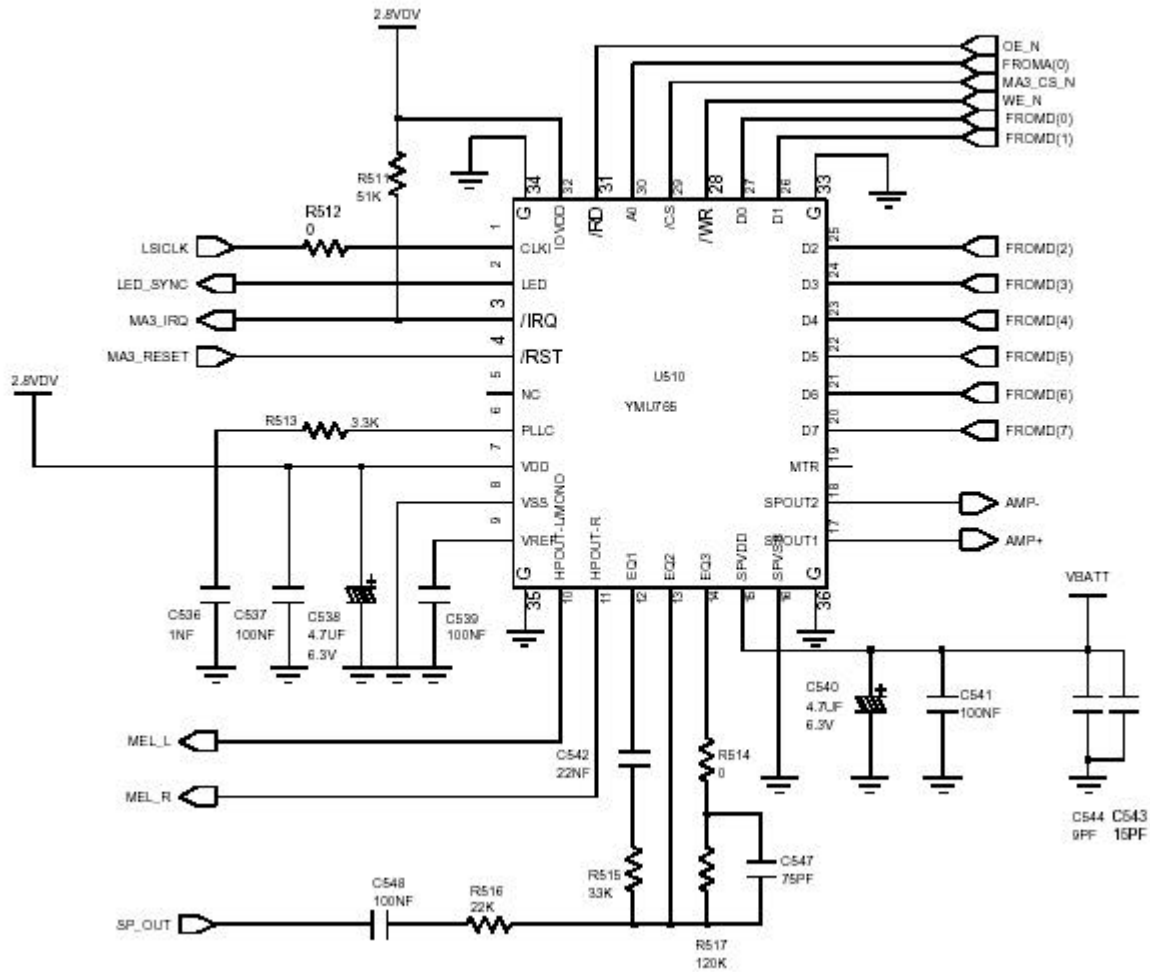 2.8VDV
OE_N
FROMA(0)
MA3_CS_N
WE_N
FROMD(0)
FROMD(1)
R511
51K
34
32
31
30
29
28
27
26
33
G
IOVDD
/RD
A0
/CS
/WR
D0
D1
G
R512
0
LSICLK
1
CLKI
D2
25
FROMD(2)
LED_SYNC
2
LED
D3
24
FROMD(3)
MA3_IRQ
3
/IRQ
D4
23
FROMD(4)
MA3_RESET
4
/RST
D5
22
FROMD(5)
2.8VDV
5
NC
U510
YMU765
D6
21
FROMD(6)
R513
3.3K
6
PLLC
D7
20
FROMD(7)
7
VDD
MTR
19
8
VSS
SPOUT2
18
AMP-
9
VREF
SPOUT1
17
AMP+
G
HPOUT-L/MONO
HPOUT-R
EQ1
EQ2
EQ3
SPVDD
SPVSS
G
35
10
11
12
13
14
15
16
36
VBATT
C536
1NF
C537
100NF
C538
4.7UF
6.3V
C539
100NF
C540
4.7UF
6.3V
C541
100NF
MEL_L
C542
22NF
R514
0
MEL_R
C544
9PF
C543
15PF
R515
33K
C547
75PF
C548
100NF
R516
22K
SP_OUT
R517
120K